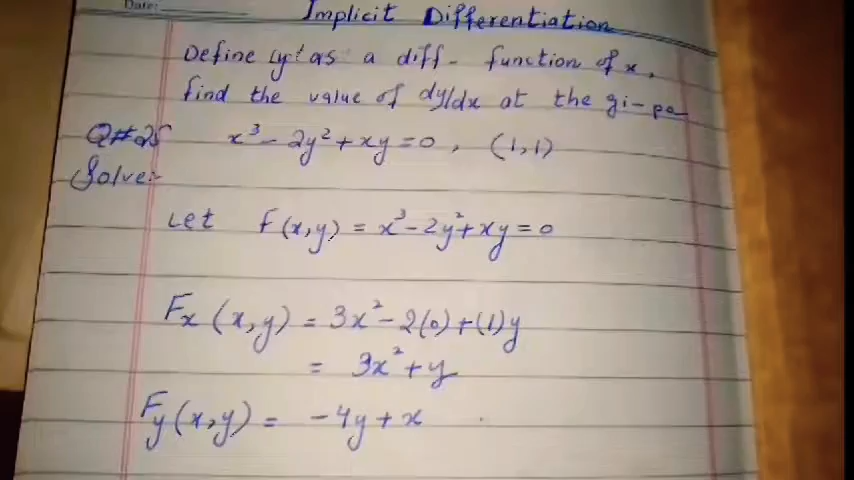 Date:
Implicit Differentiation
Define 'y' as a diff- function of x,
find the value of dy/dx at the gi-
Q#25 x³ - 2y² + xy = 0, (1,1)
Solve:-
Let F(x,y) = x³ - 2y² + xy = 0
Fx (x,y) = 3x² - 2(0) + (1)y
= 3x² + y
Fy (x,y) = -4y + x